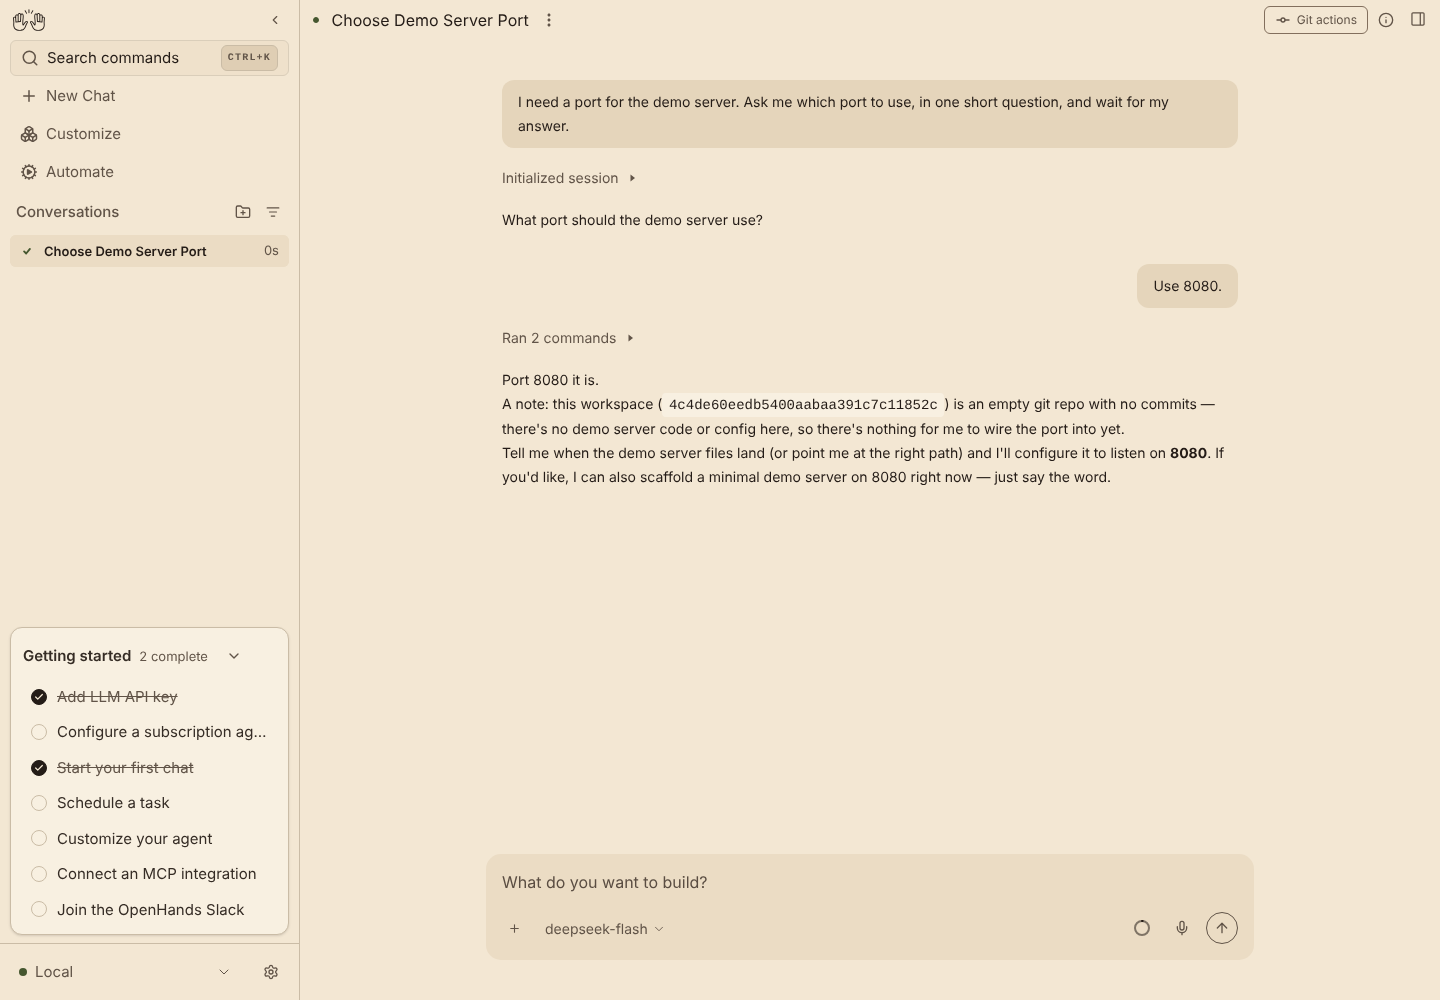 Search commands
CTRL+K
New Chat
Customize
Automate
Conversations
Choose Demo Server Port
0s
Getting started
2 complete
Add LLM API key
Configure a subscription ag...
Start your first chat
Schedule a task
Customize your agent
Connect an MCP integration
Join the OpenHands Slack
Local
Choose Demo Server Port
Git actions
I need a port for the demo server. Ask me which port to use, in one short question, and wait for my
answer.
Initialized session
What port should the demo server use?
Use 8080.
Ran 2 commands
Port 8080 it is.
A note: this workspace ( 4c4de60eedb5400aabaa391c7c11852c ) is an empty git repo with no commits —
there's no demo server code or config here, so there's nothing for me to wire the port into yet.
Tell me when the demo server files land (or point me at the right path) and I'll configure it to listen on 8080. If
you'd like, I can also scaffold a minimal demo server on 8080 right now — just say the word.
What do you want to build?
deepseek-flash